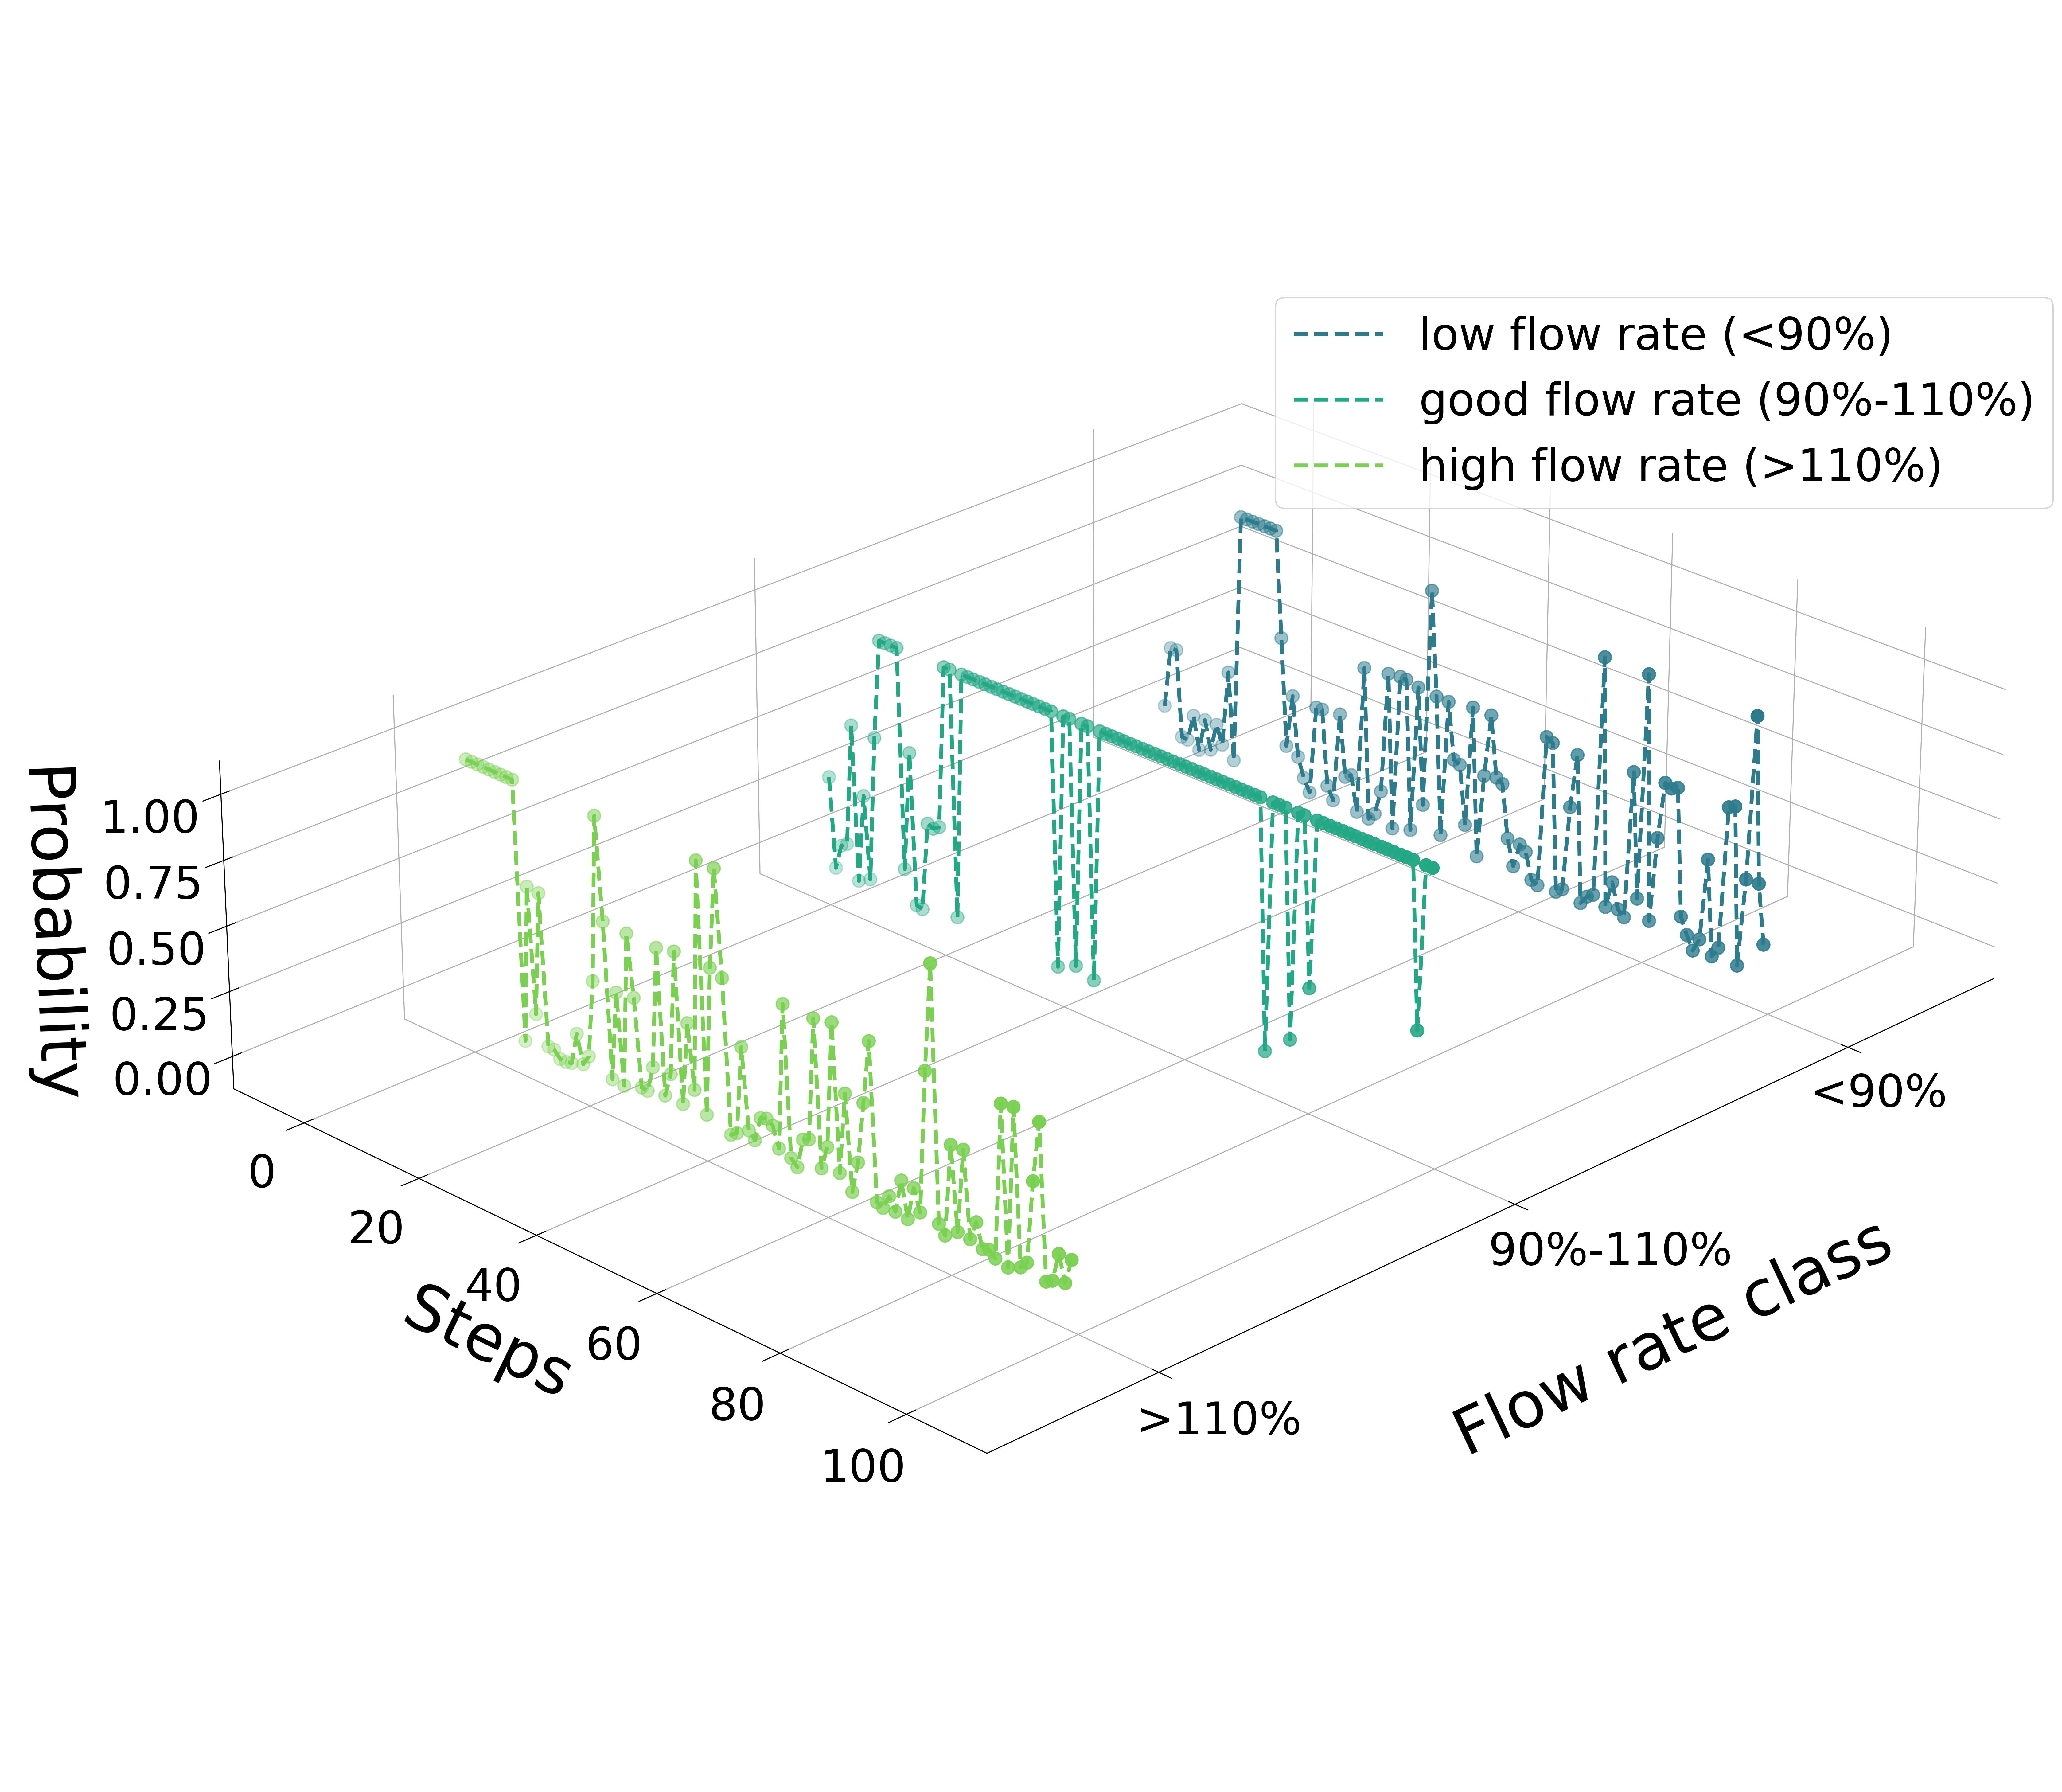 low flow rate (<90%)
good flow rate (90%-110%)
high flow rate (>110%)
Probability
1.00
0.75
0.50
0.25
0.00
0
20
40
60
80
100
Steps
<90%
90%-110%
>110%
Flow rate class